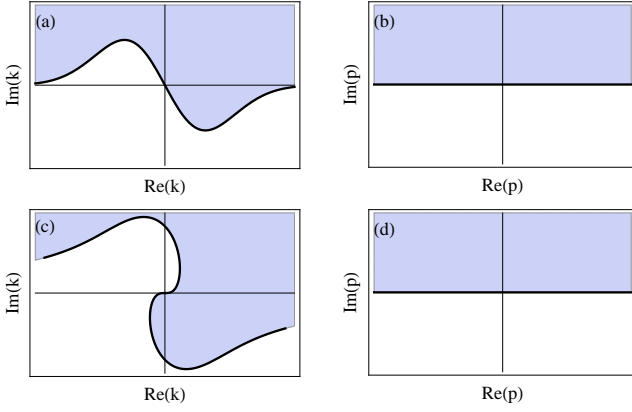 (a)
Im(k)
Re(k)
(b)
Im(p)
Re(p)
(c)
Im(k)
Re(k)
(d)
Im(p)
Re(p)